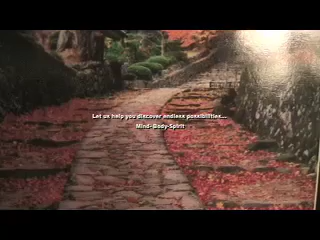 Let us help you discover endless possibilities...
Mind-Body-Spirit